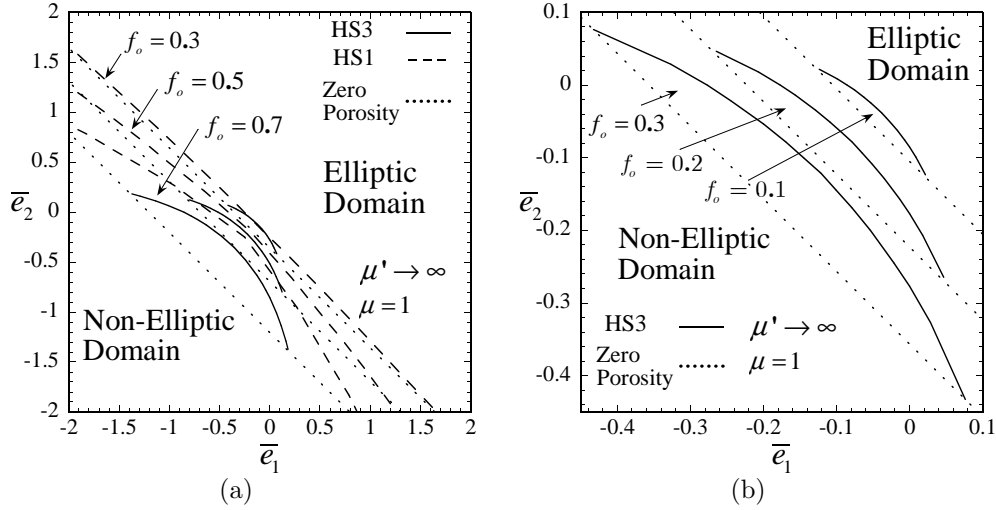 2
1.5
1
0.5
0
-0.5
-1
-1.5
-2
-2 -1.5 -1 -0.5 0 0.5 1 1.5 2
e̅₂
e̅₁
f_o = 0.3
f_o = 0.5
f_o = 0.7
HS3
HS1
Zero
Porosity
Elliptic
Domain
μ' → ∞
μ = 1
Non-Elliptic
Domain
(a)
0.1
0
-0.1
-0.2
-0.3
-0.4
-0.4 -0.3 -0.2 -0.1 0 0.1
e̅₂
e̅₁
Elliptic
Domain
f_o = 0.3
f_o = 0.2
f_o = 0.1
Non-Elliptic
Domain
HS3
Zero
Porosity
μ' → ∞
μ = 1
(b)